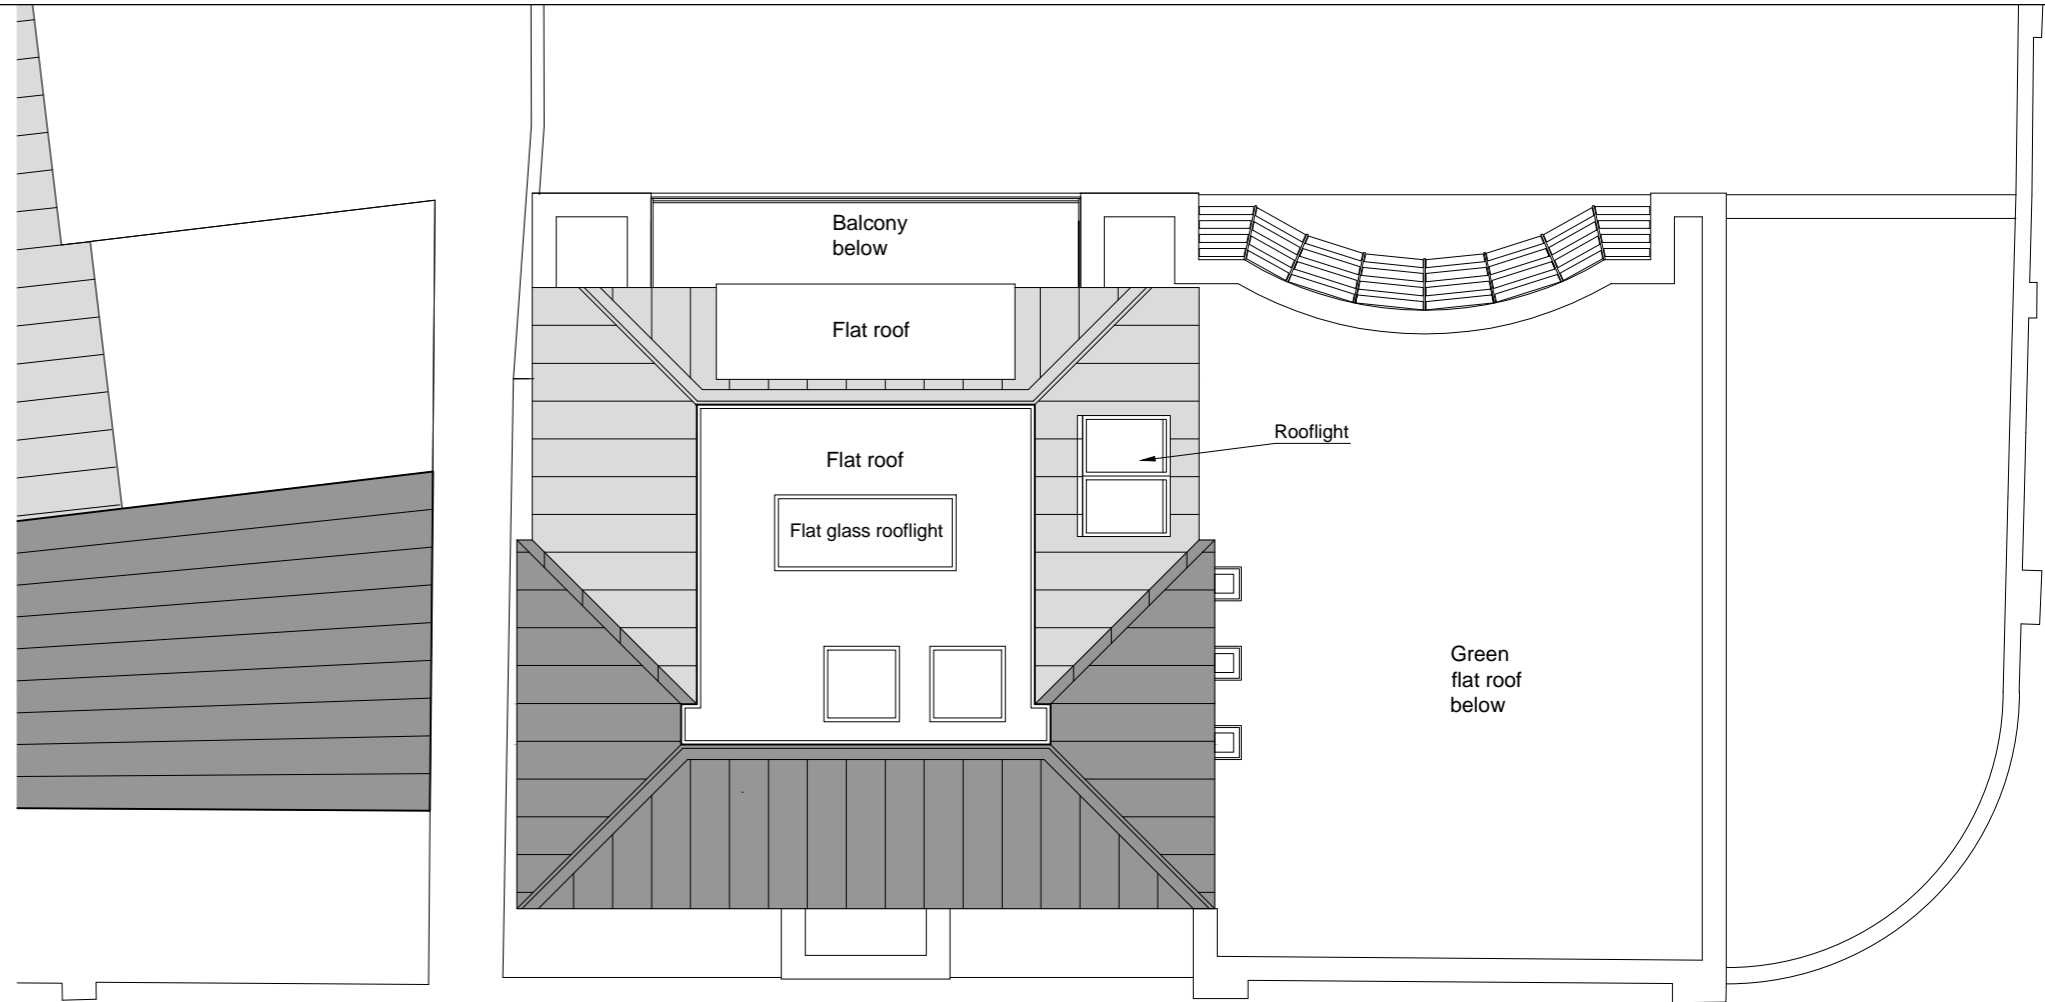 Balcony
below
Flat roof
Rooflight
Flat roof
Flat glass rooflight
Green
flat roof
below